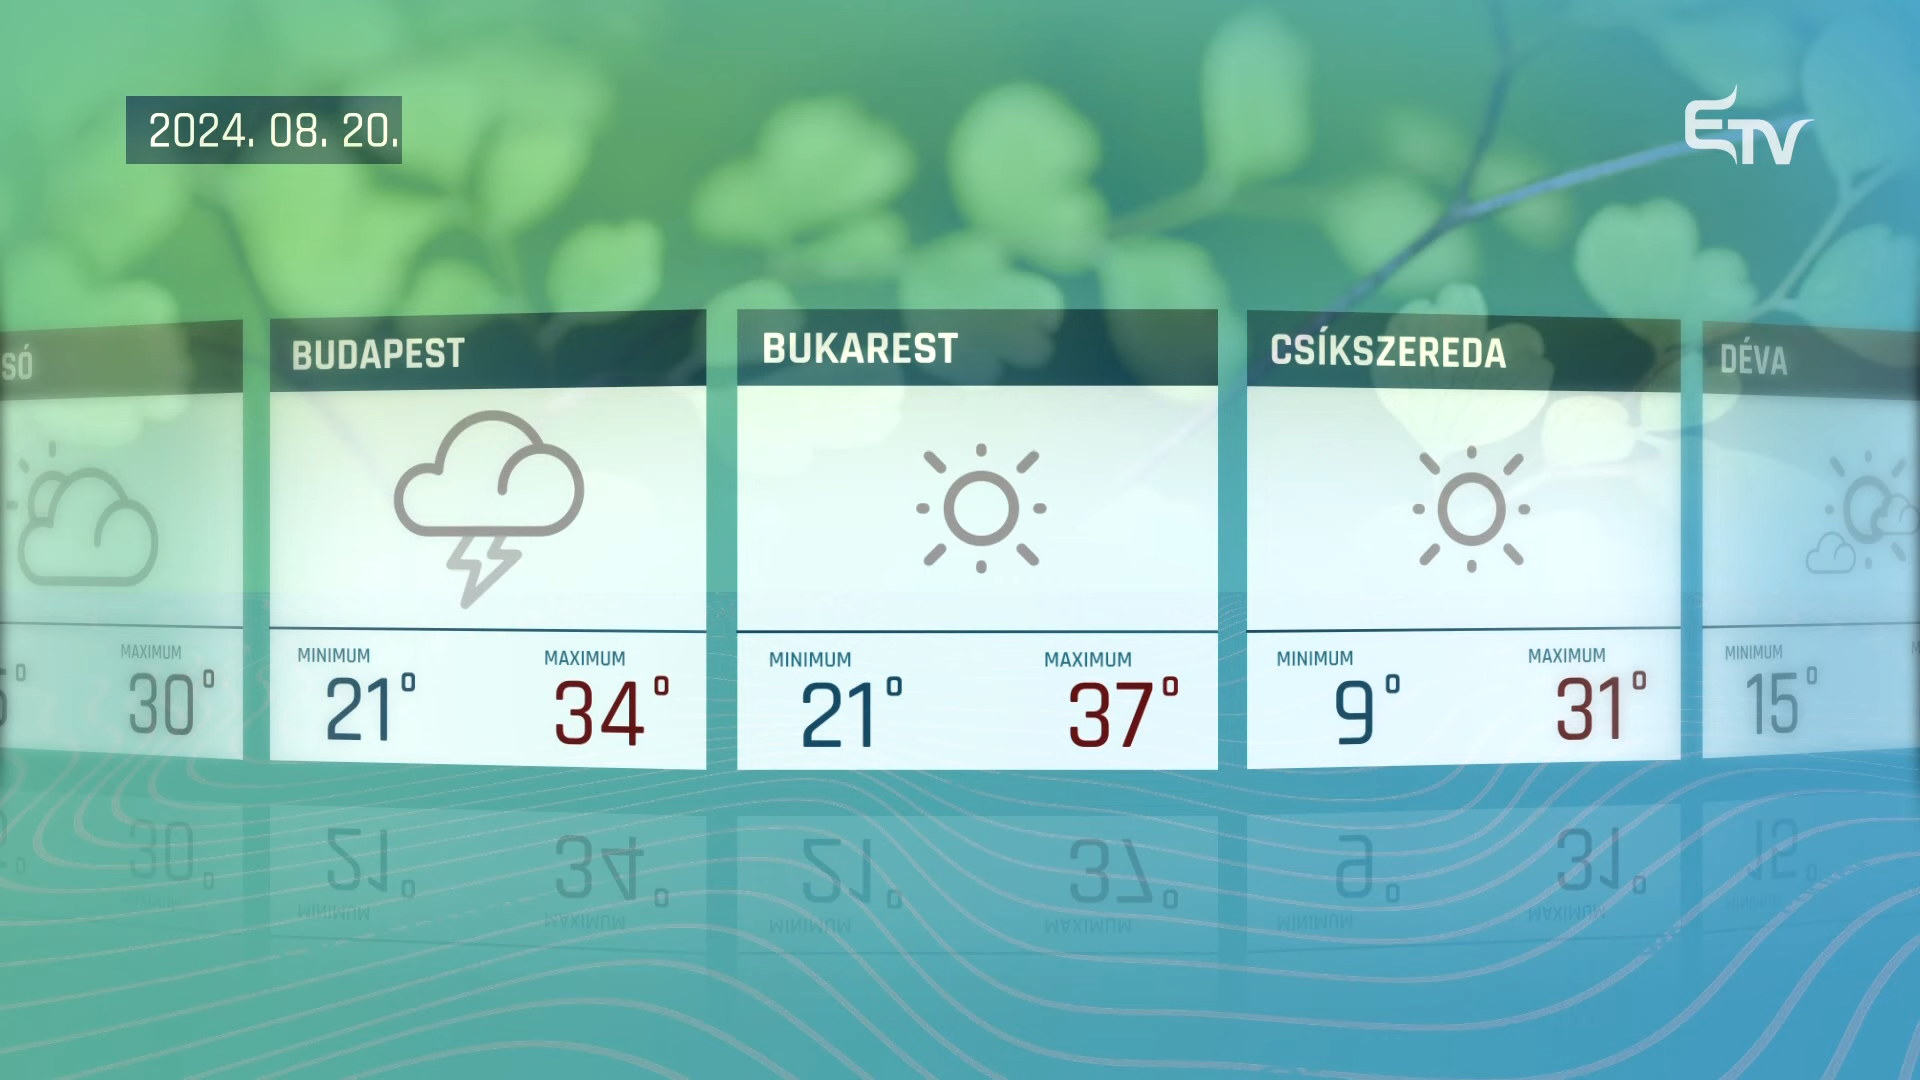 2024. 08. 20.
ETV
SÓ
BUDAPEST
BUKAREST
CSÍKSZEREDA
DÉVA
MAXIMUM
30°
MINIMUM
21°
MAXIMUM
34°
MINIMUM
21°
MAXIMUM
37°
MINIMUM
9°
MAXIMUM
31°
MINIMUM
15°